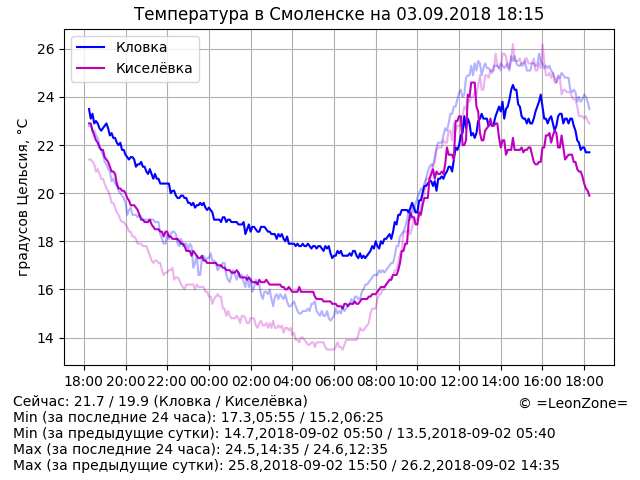 Температура в Смоленске на 03.09.2018 18:15
Кловка
Киселёвка
градусов Цельсия, °C
26
24
22
20
18
16
14
18:00 20:00 22:00 00:00 02:00 04:00 06:00 08:00 10:00 12:00 14:00 16:00 18:00
Сейчас: 21.7 / 19.9 (Кловка / Киселёвка)
© =LeonZone=
Min (за последние 24 часа): 17.3,05:55 / 15.2,06:25
Min (за предыдущие сутки): 14.7,2018-09-02 05:50 / 13.5,2018-09-02 05:40
Max (за последние 24 часа): 24.5,14:35 / 24.6,12:35
Max (за предыдущие сутки): 25.8,2018-09-02 15:50 / 26.2,2018-09-02 14:35